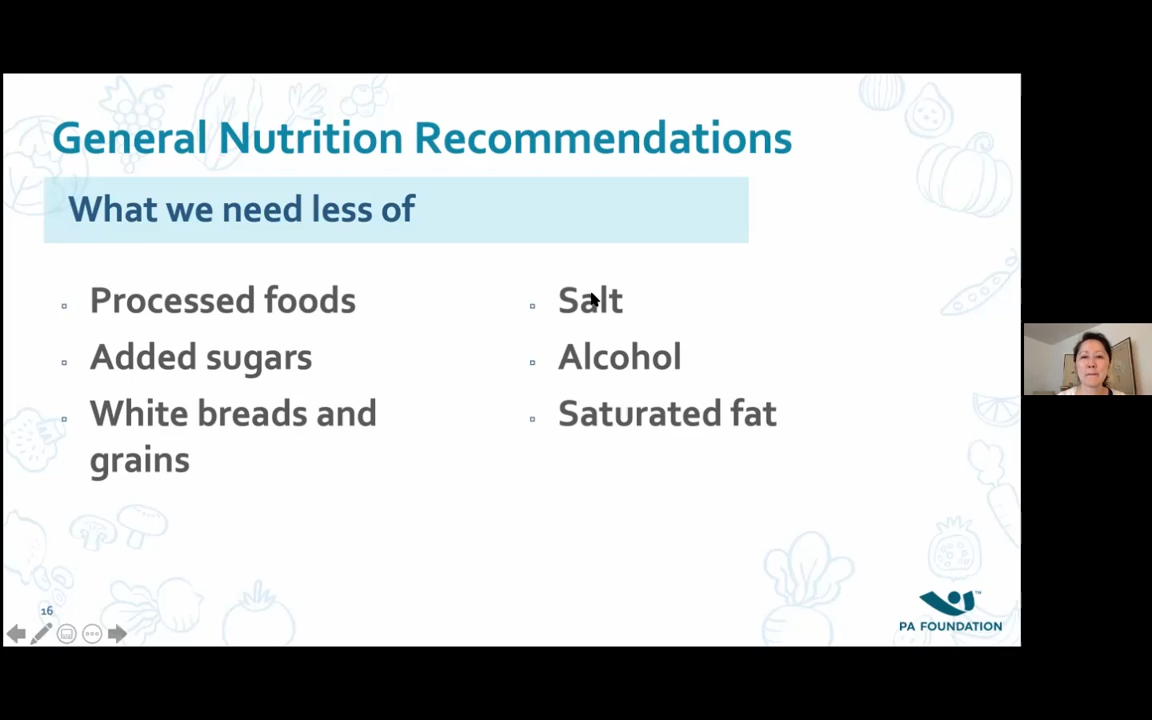 General Nutrition Recommendations
What we need less of
Processed foods
Added sugars
White breads and
grains
Salt
Alcohol
Saturated fat
16
PA FOUNDATION
TM